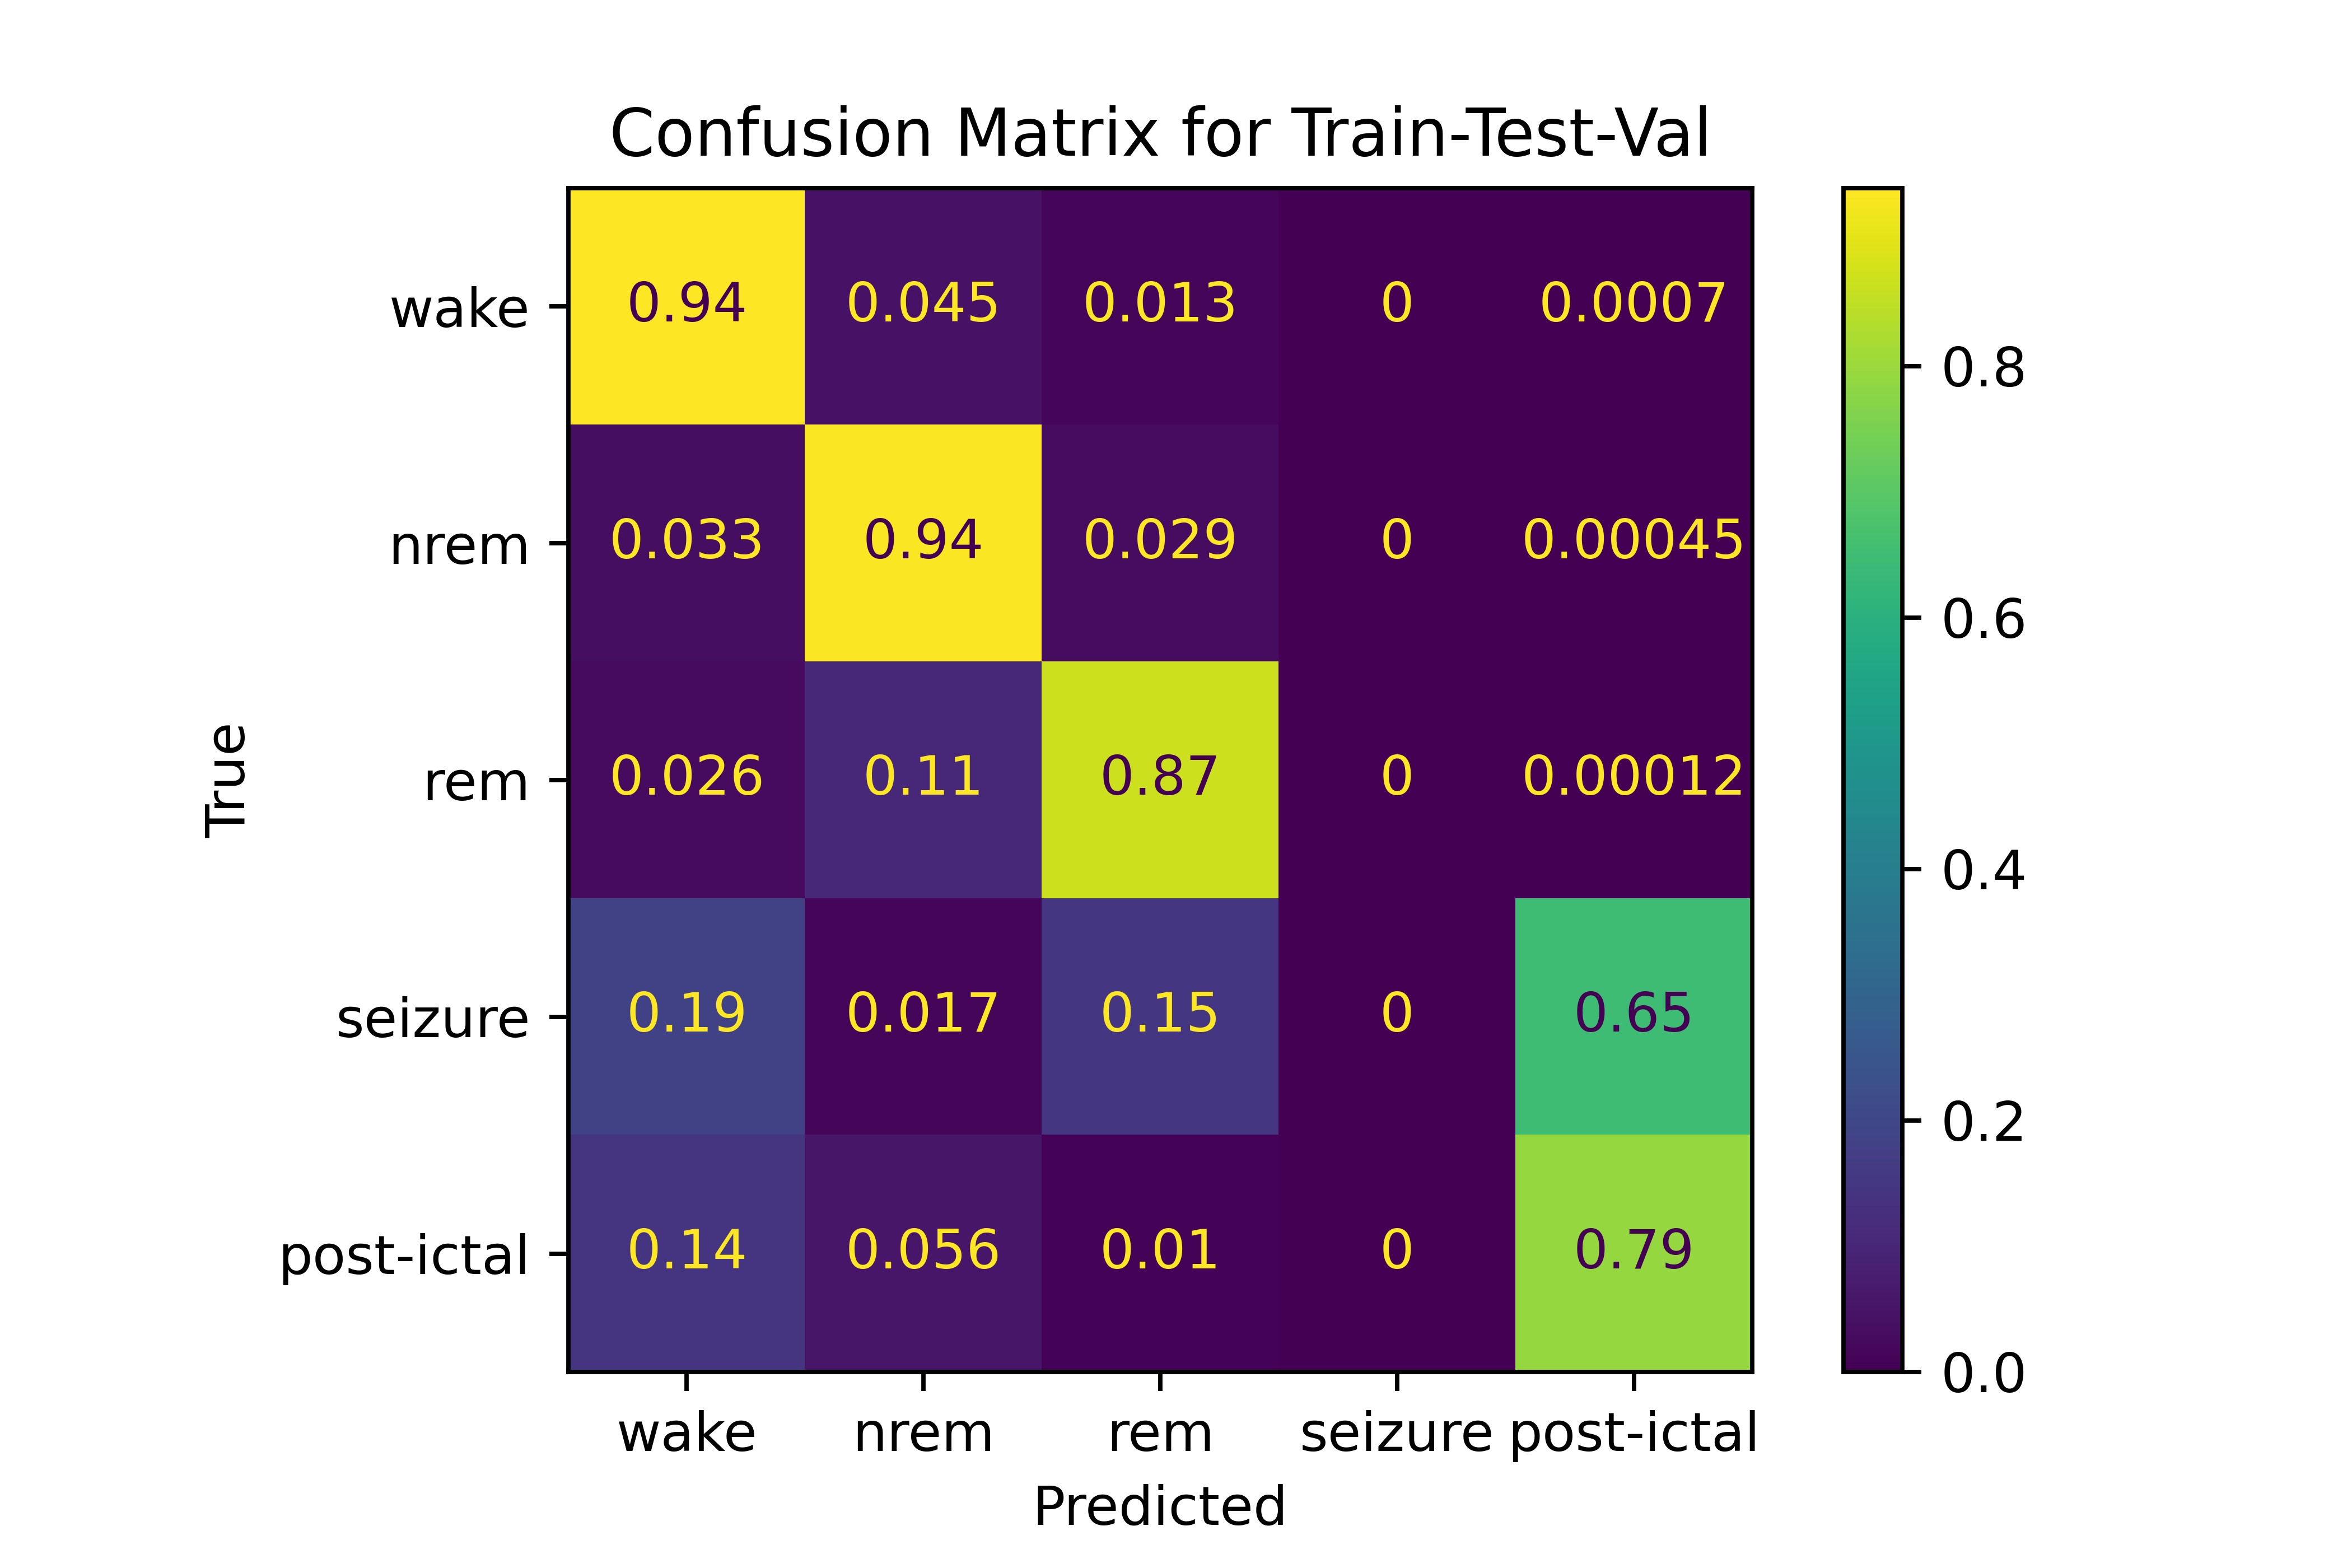 Confusion Matrix for Train-Test-Val
wake 0.94 0.045 0.013 0 0.0007
nrem 0.033 0.94 0.029 0 0.00045
rem 0.026 0.11 0.87 0 0.00012
seizure 0.19 0.017 0.15 0 0.65
post-ictal 0.14 0.056 0.01 0 0.79
True
wake nrem rem seizure post-ictal
Predicted
0.8
0.6
0.4
0.2
0.0